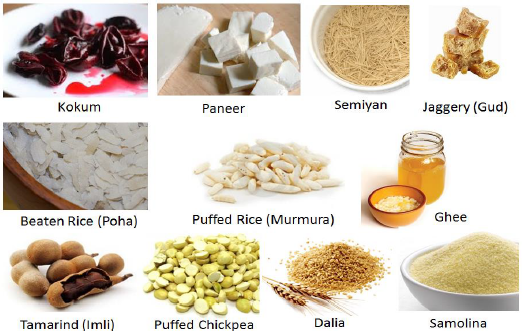 Kokum
Paneer
Semiyan
Jaggery (Gud)
Beaten Rice (Poha)
Puffed Rice (Murmura)
Ghee
Tamarind (Imli)
Puffed Chickpea
Dalia
Samolina